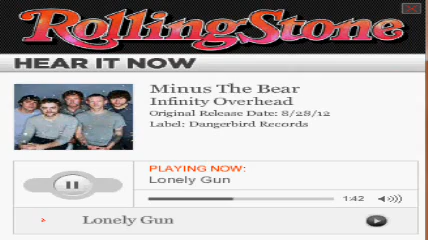 RollingStone
HEAR IT NOW
Minus The Bear
Infinity Overhead
Original Release Date: 8/28/12
Label: Dangerbird Records
PLAYING NOW:
Lonely Gun
1:42
Lonely Gun